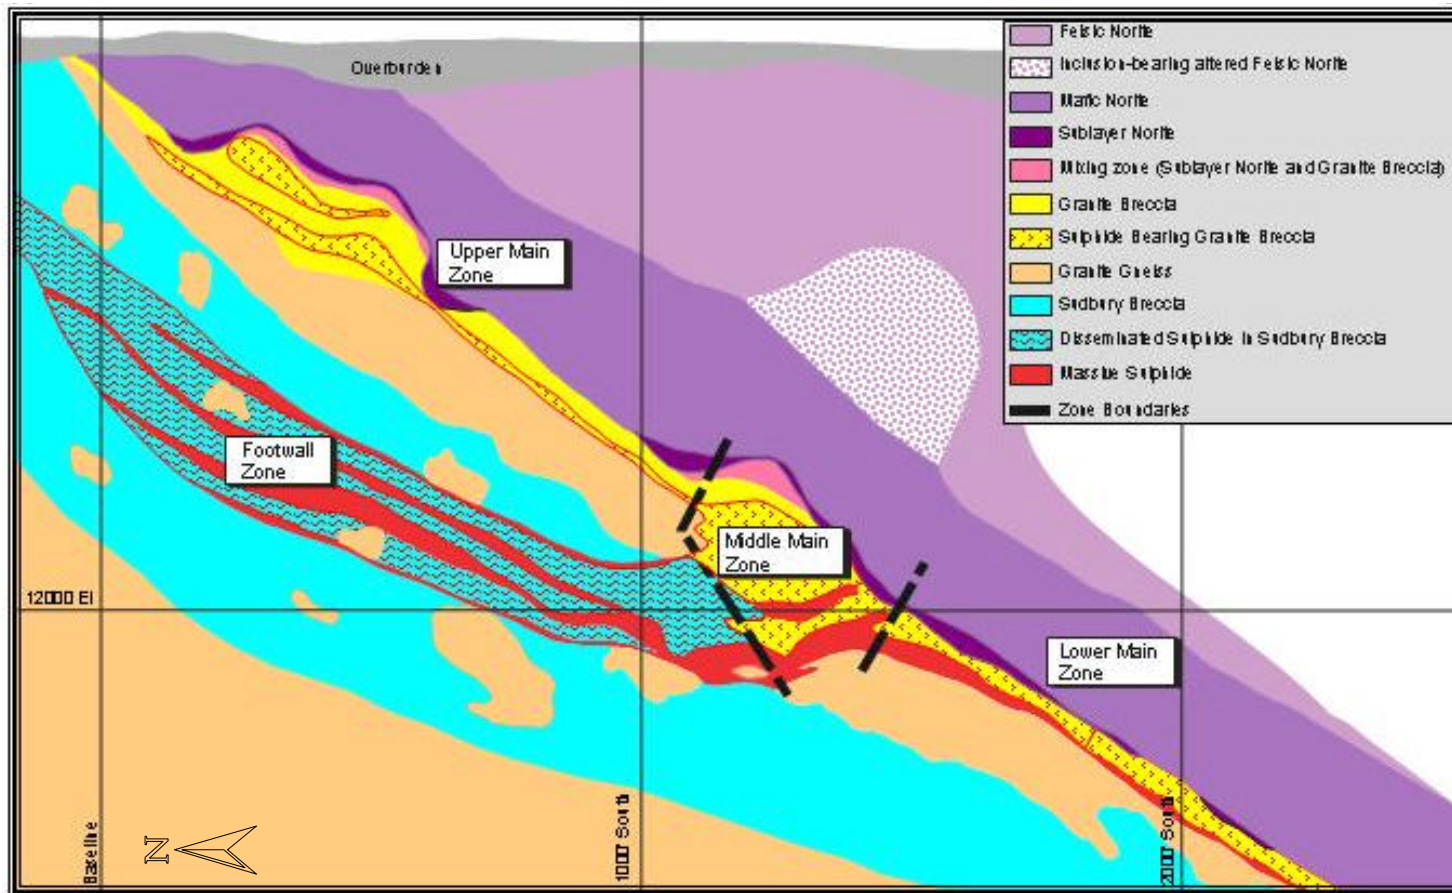 Overburden
Felsic Norite
Inclusion-bearing altered Felsic Norite
Mafic Norite
Sublayer Norite
Mixing zone (Sublayer Norite and Granite Breccia)
Granite Breccia
Sulphide Bearing Granite Breccia
Granite Gneiss
Sudbury Breccia
Disseminated Sulphide in Sudbury Breccia
Massive Sulphide
Zone Boundaries
Upper Main
Zone
Footwall
Zone
Middle Main
Zone
12000 El
Lower Main
Zone
Baseline
N
1000 South
2000 South